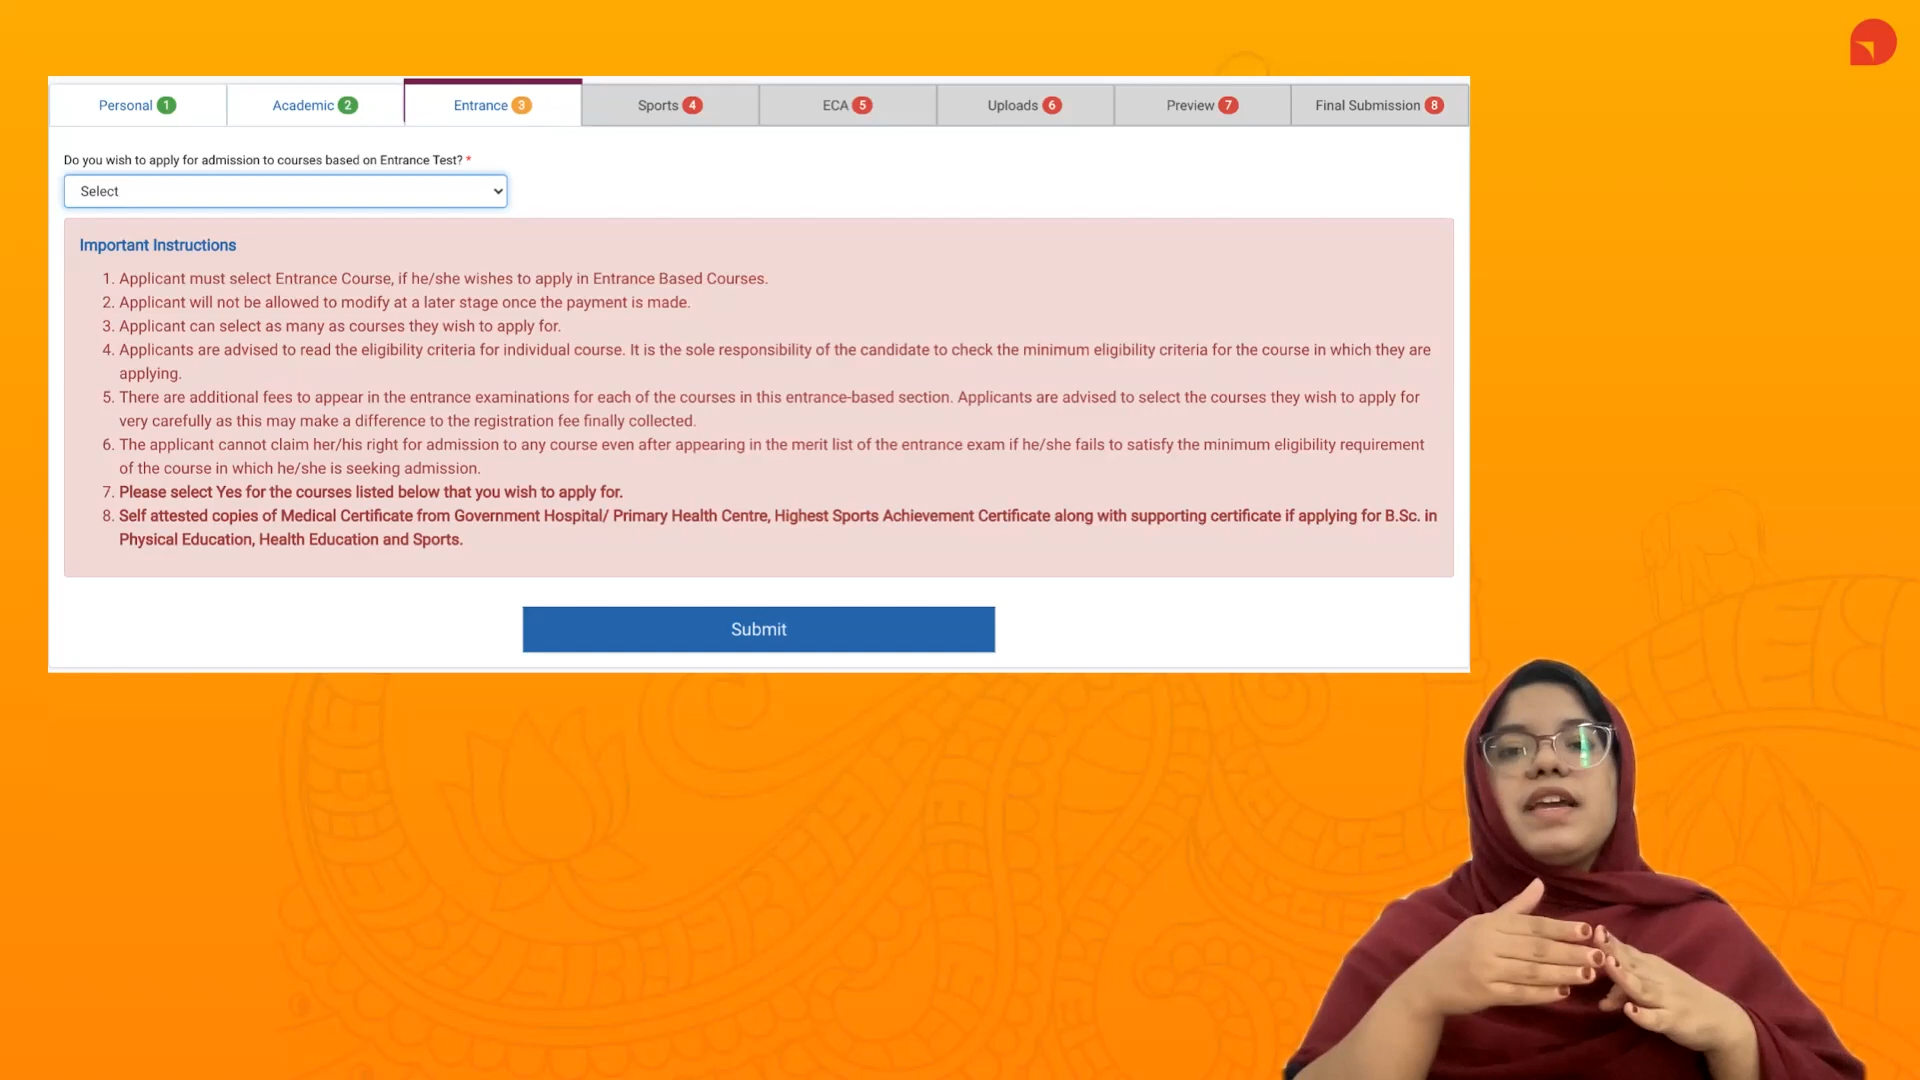 Personal 1 Academic 2 Entrance 3 Sports 4 ECA 5 Uploads 6 Preview 7 Final Submission 8
Do you wish to apply for admission to courses based on Entrance Test? *
Select
Important Instructions
1. Applicant must select Entrance Course, if he/she wishes to apply in Entrance Based Courses.
2. Applicant will not be allowed to modify at a later stage once the payment is made.
3. Applicant can select as many as courses they wish to apply for.
4. Applicants are advised to read the eligibility criteria for individual course. It is the sole responsibility of the candidate to check the minimum eligibility criteria for the course in which they are
applying.
5. There are additional fees to appear in the entrance examinations for each of the courses in this entrance-based section. Applicants are advised to select the courses they wish to apply for
very carefully as this may make a difference to the registration fee finally collected.
6. The applicant cannot claim her/his right for admission to any course even after appearing in the merit list of the entrance exam if he/she fails to satisfy the minimum eligibility requirement
of the course in which he/she is seeking admission.
7. Please select Yes for the courses listed below that you wish to apply for.
8. Self attested copies of Medical Certificate from Government Hospital/ Primary Health Centre, Highest Sports Achievement Certificate along with supporting certificate if applying for B.Sc. in
Physical Education, Health Education and Sports.
Submit